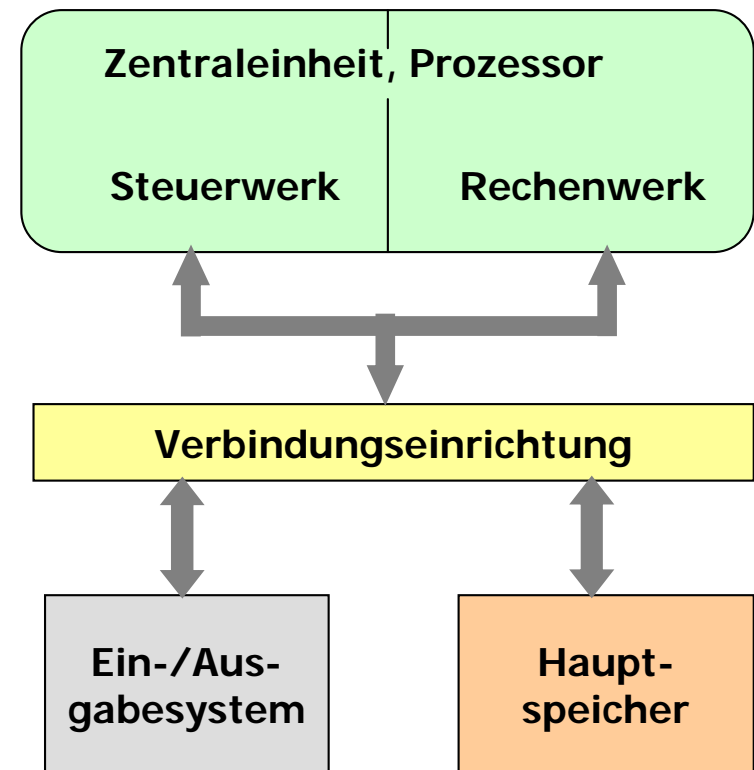 Zentraleinheit, Prozessor
Steuerwerk
Rechenwerk
Verbindungseinrichtung
Ein-/Aus-
gabesystem
Haupt-
speicher